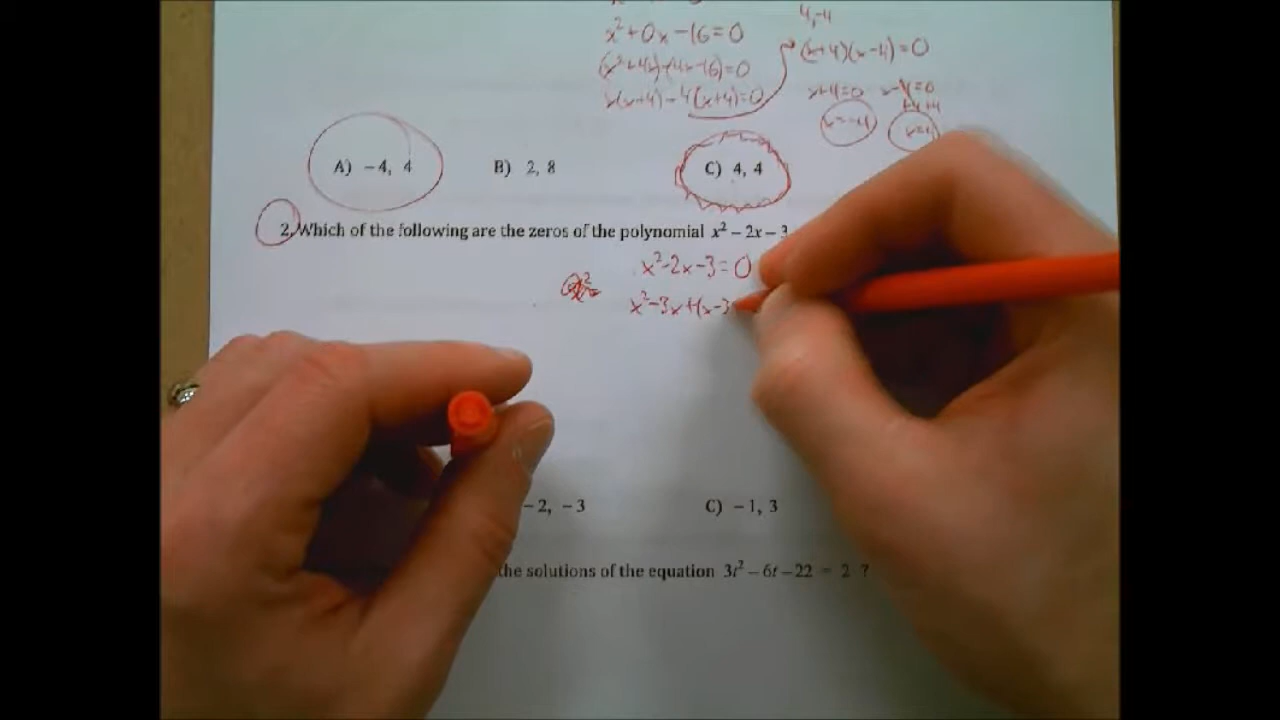 4,-4
x²+0x-16=0
(x+4)(x-4)=0
(x²+4x)-(4x-16)=0
x(x+4)-4(x+4)=0
x+4=0 x-4=0
+4 +4
x=-4 x=4
A) -4, 4 B) 2, 8 C) 4, 4
2. Which of the following are the zeros of the polynomial x² – 2x – 3
x²-2x-3=0
x²-3x+(x-3
-2, -3 C) -1, 3
the solutions of the equation 3t² – 6t – 22 = 2 ?